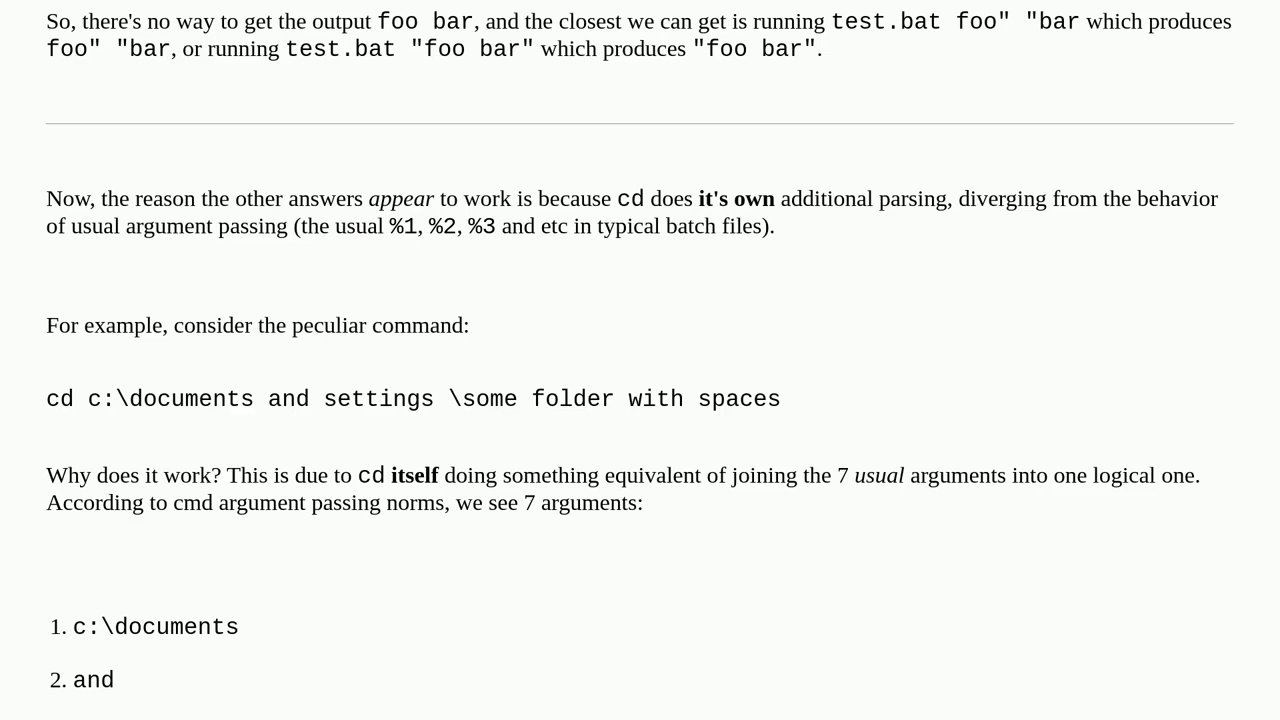 So, there's no way to get the output foo bar, and the closest we can get is running test.bat foo" "bar which produces
foo" "bar, or running test.bat "foo bar" which produces "foo bar".
Now, the reason the other answers appear to work is because cd does it's own additional parsing, diverging from the behavior
of usual argument passing (the usual %1, %2, %3 and etc in typical batch files).
For example, consider the peculiar command:
cd c:\documents and settings \some folder with spaces
Why does it work? This is due to cd itself doing something equivalent of joining the 7 usual arguments into one logical one.
According to cmd argument passing norms, we see 7 arguments:
1. c:\documents
2. and